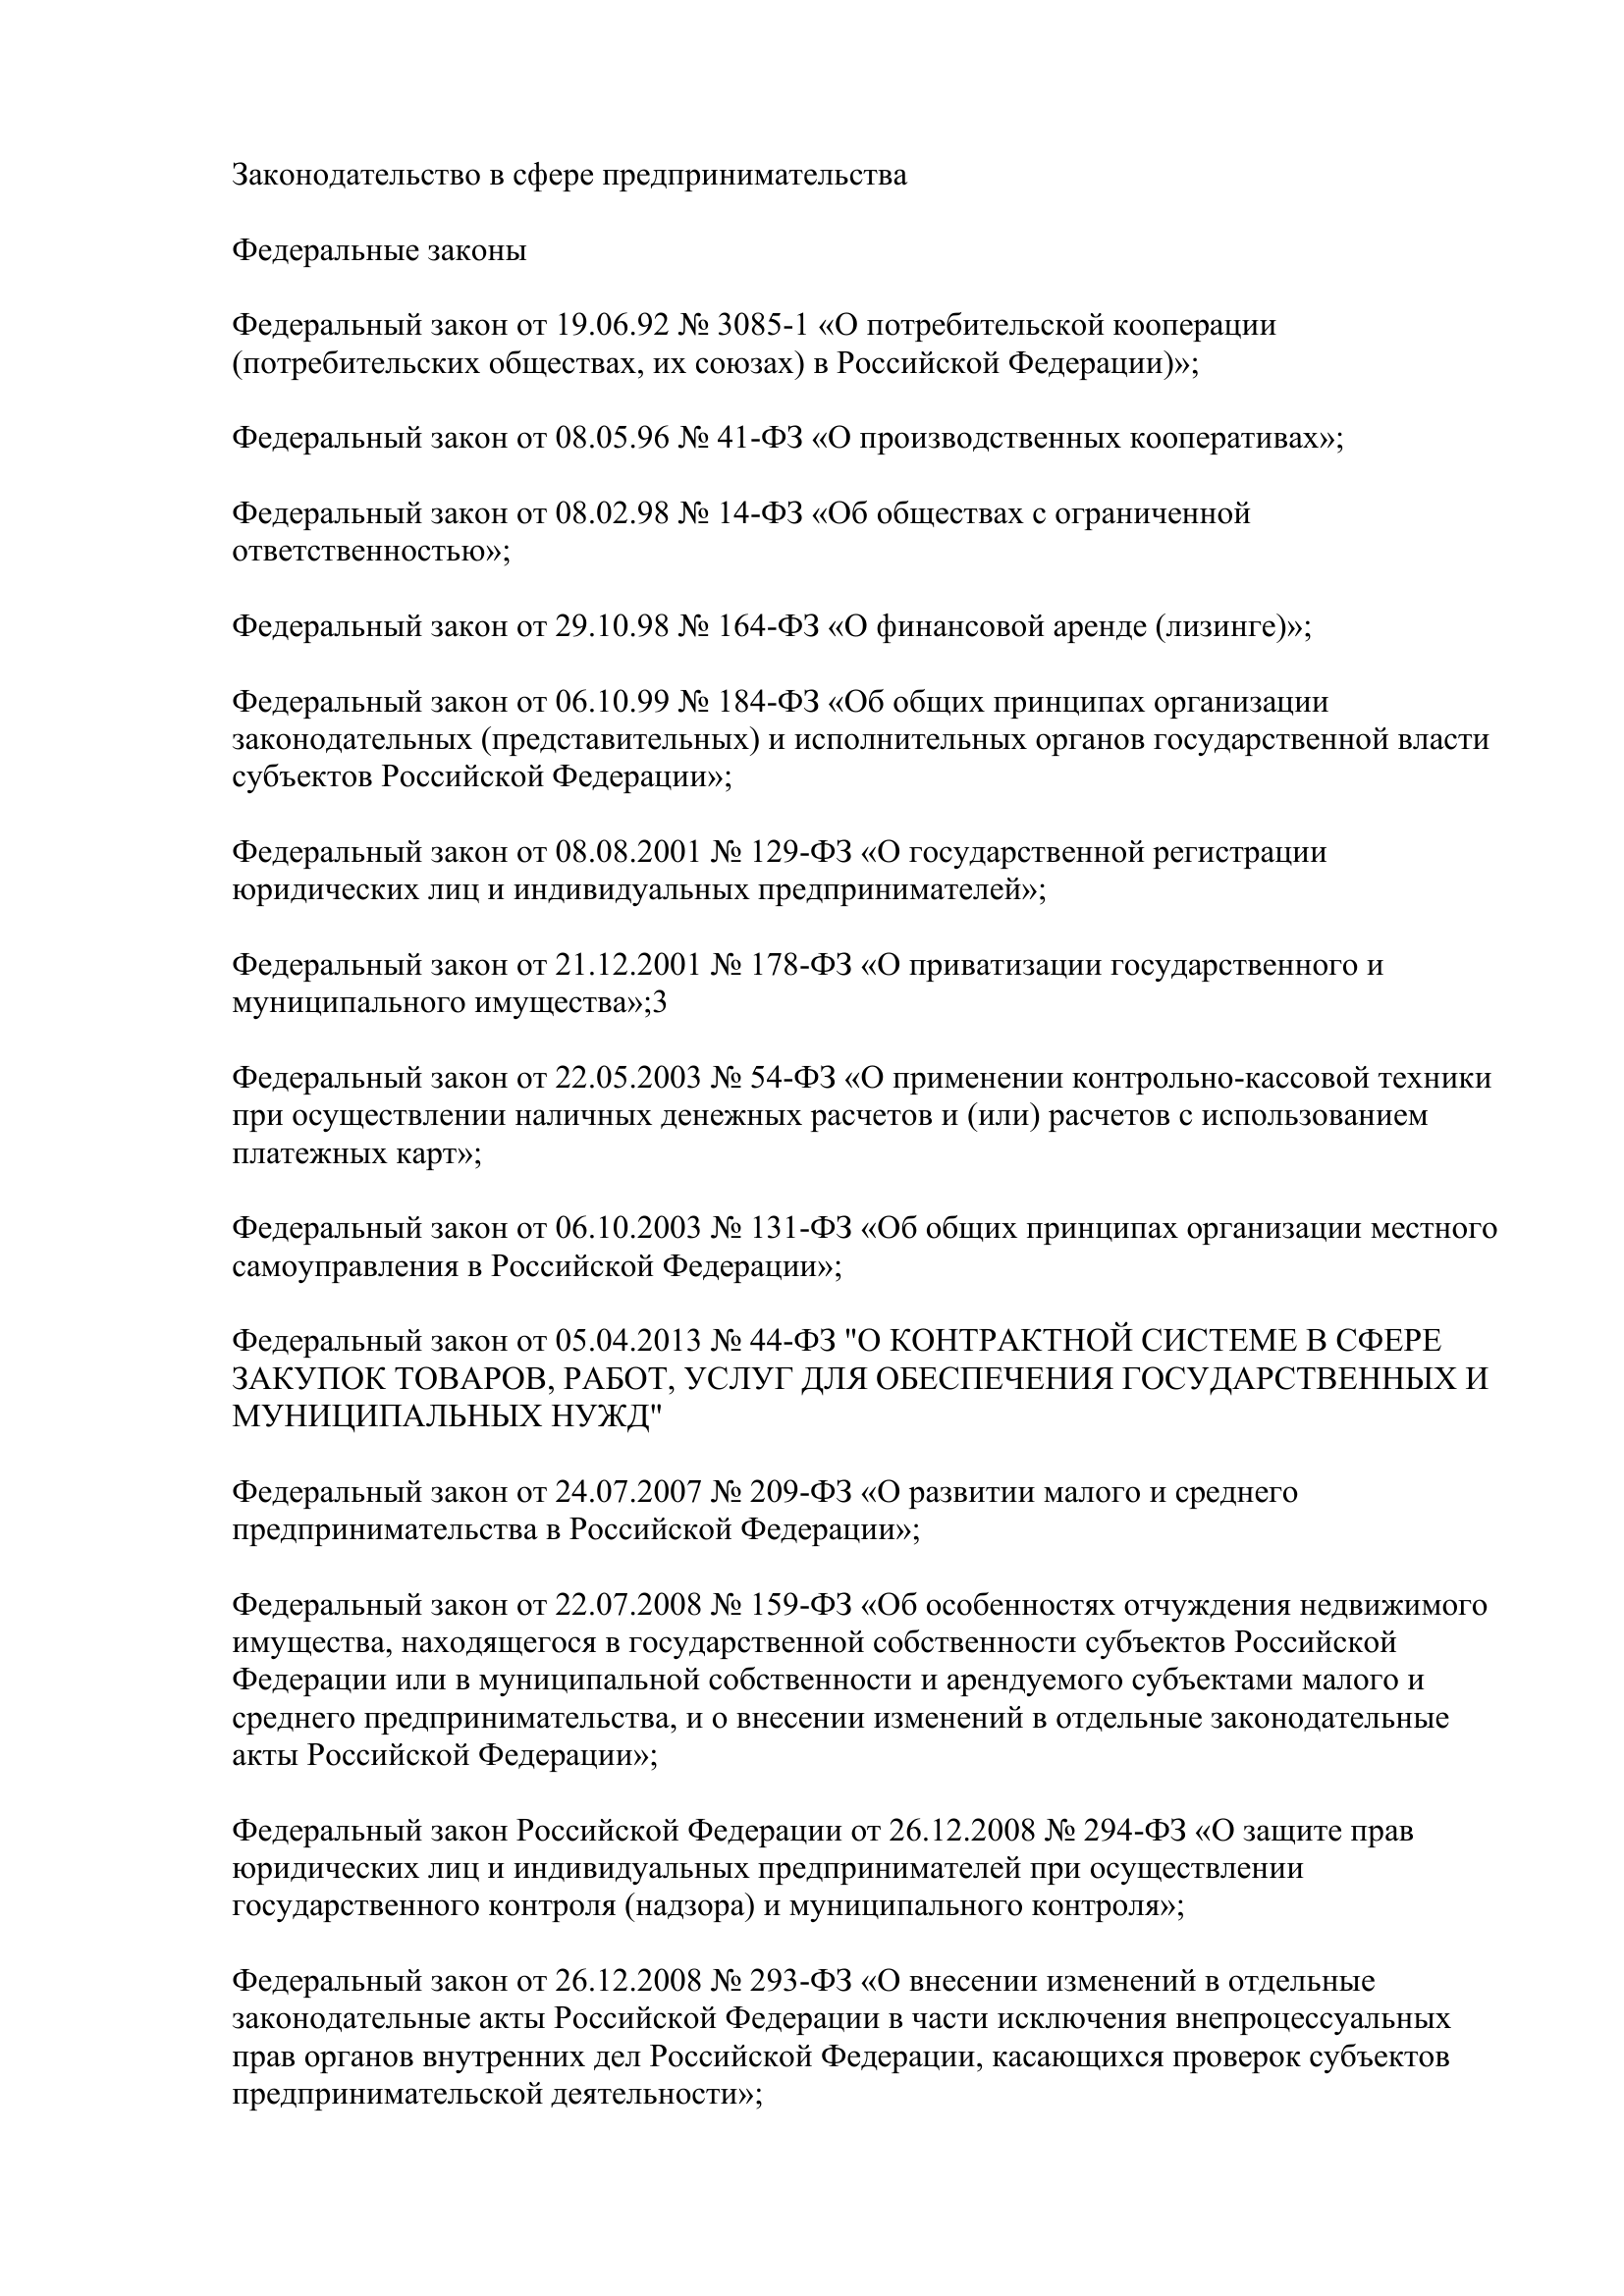 Законодательство в сфере предпринимательства
Федеральные законы
Федеральный закон от 19.06.92 № 3085-1 «О потребительской кооперации
(потребительских обществах, их союзах) в Российской Федерации)»;
Федеральный закон от 08.05.96 № 41-ФЗ «О производственных кооперативах»;
Федеральный закон от 08.02.98 № 14-ФЗ «Об обществах с ограниченной
ответственностью»;
Федеральный закон от 29.10.98 № 164-ФЗ «О финансовой аренде (лизинге)»;
Федеральный закон от 06.10.99 № 184-ФЗ «Об общих принципах организации
законодательных (представительных) и исполнительных органов государственной власти
субъектов Российской Федерации»;
Федеральный закон от 08.08.2001 № 129-ФЗ «О государственной регистрации
юридических лиц и индивидуальных предпринимателей»;
Федеральный закон от 21.12.2001 № 178-ФЗ «О приватизации государственного и
муниципального имущества»;3
Федеральный закон от 22.05.2003 № 54-ФЗ «О применении контрольно-кассовой техники
при осуществлении наличных денежных расчетов и (или) расчетов с использованием
платежных карт»;
Федеральный закон от 06.10.2003 № 131-ФЗ «Об общих принципах организации местного
самоуправления в Российской Федерации»;
Федеральный закон от 05.04.2013 № 44-ФЗ "О КОНТРАКТНОЙ СИСТЕМЕ В СФЕРЕ
ЗАКУПОК ТОВАРОВ, РАБОТ, УСЛУГ ДЛЯ ОБЕСПЕЧЕНИЯ ГОСУДАРСТВЕННЫХ И
МУНИЦИПАЛЬНЫХ НУЖД"
Федеральный закон от 24.07.2007 № 209-ФЗ «О развитии малого и среднего
предпринимательства в Российской Федерации»;
Федеральный закон от 22.07.2008 № 159-ФЗ «Об особенностях отчуждения недвижимого
имущества, находящегося в государственной собственности субъектов Российской
Федерации или в муниципальной собственности и арендуемого субъектами малого и
среднего предпринимательства, и о внесении изменений в отдельные законодательные
акты Российской Федерации»;
Федеральный закон Российской Федерации от 26.12.2008 № 294-ФЗ «О защите прав
юридических лиц и индивидуальных предпринимателей при осуществлении
государственного контроля (надзора) и муниципального контроля»;
Федеральный закон от 26.12.2008 № 293-ФЗ «О внесении изменений в отдельные
законодательные акты Российской Федерации в части исключения внепроцессуальных
прав органов внутренних дел Российской Федерации, касающихся проверок субъектов
предпринимательской деятельности»;